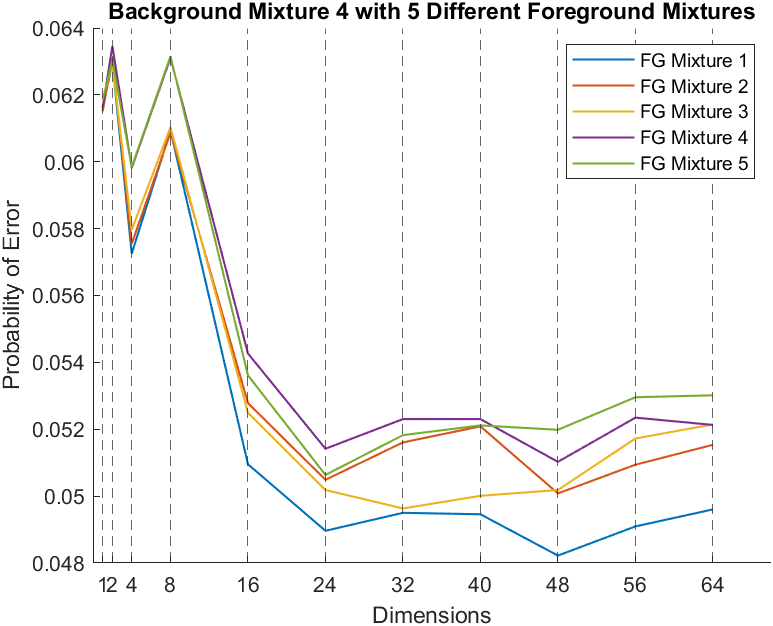 Background Mixture 4 with 5 Different Foreground Mixtures
FG Mixture 1
FG Mixture 2
FG Mixture 3
FG Mixture 4
FG Mixture 5
Probability of Error
0.064
0.062
0.06
0.058
0.056
0.054
0.052
0.05
0.048
1 2 4 8 16 24 32 40 48 56 64
Dimensions